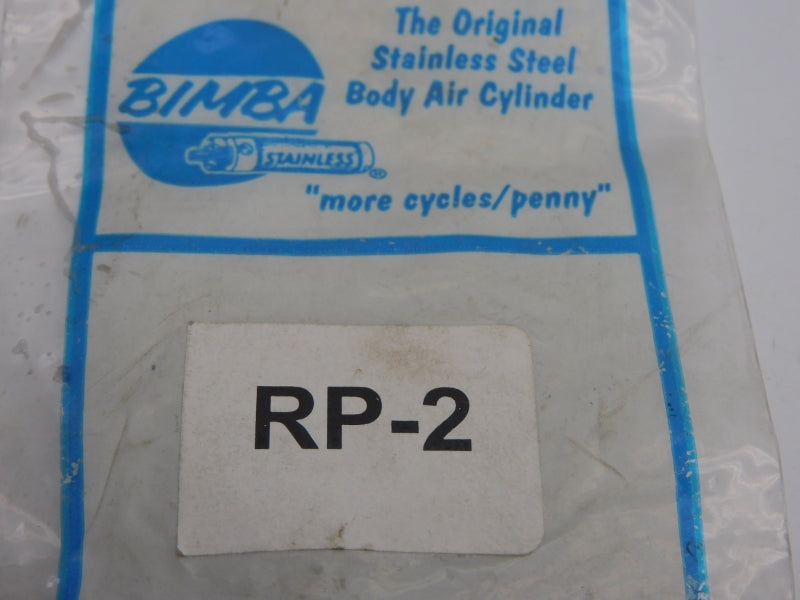 BIMBA
STAINLESS
®
The Original
Stainless Steel
Body Air Cylinder
"more cycles/penny"
RP-2